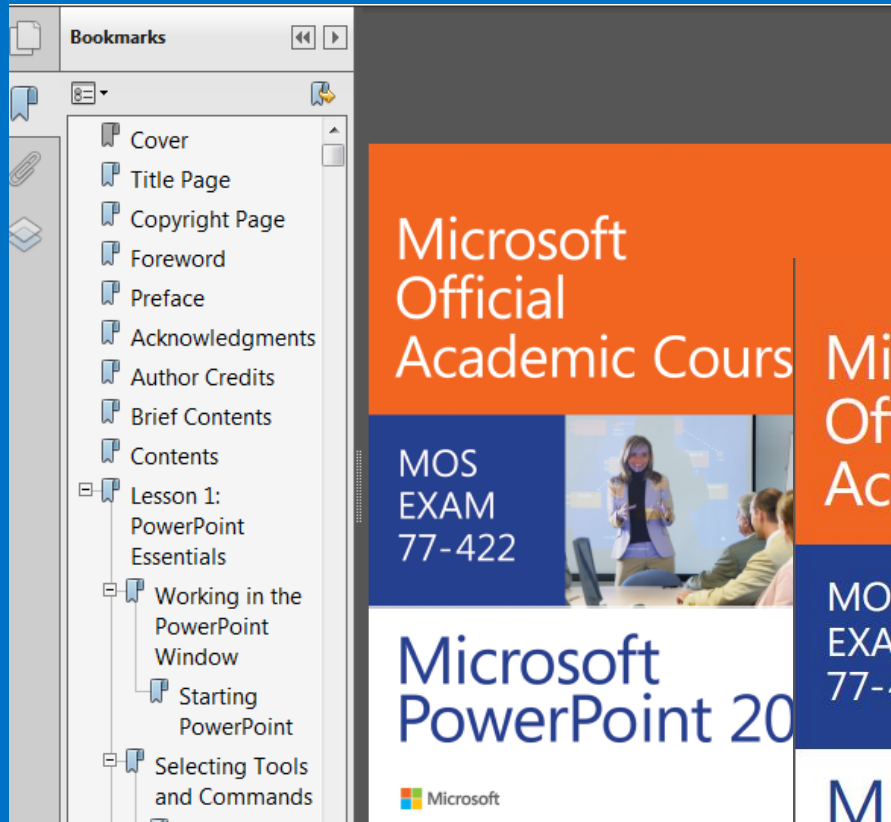 Bookmarks
Cover
Title Page
Copyright Page
Foreword
Preface
Acknowledgments
Author Credits
Brief Contents
Contents
Lesson 1:
PowerPoint
Essentials
Working in the
PowerPoint
Window
Starting
PowerPoint
Selecting Tools
and Commands
Microsoft
Official
Academic Cours
MOS
EXAM
77-422
Microsoft
PowerPoint 20
Microsoft
Mi
Of
Ac
MO
EXA
77-
M